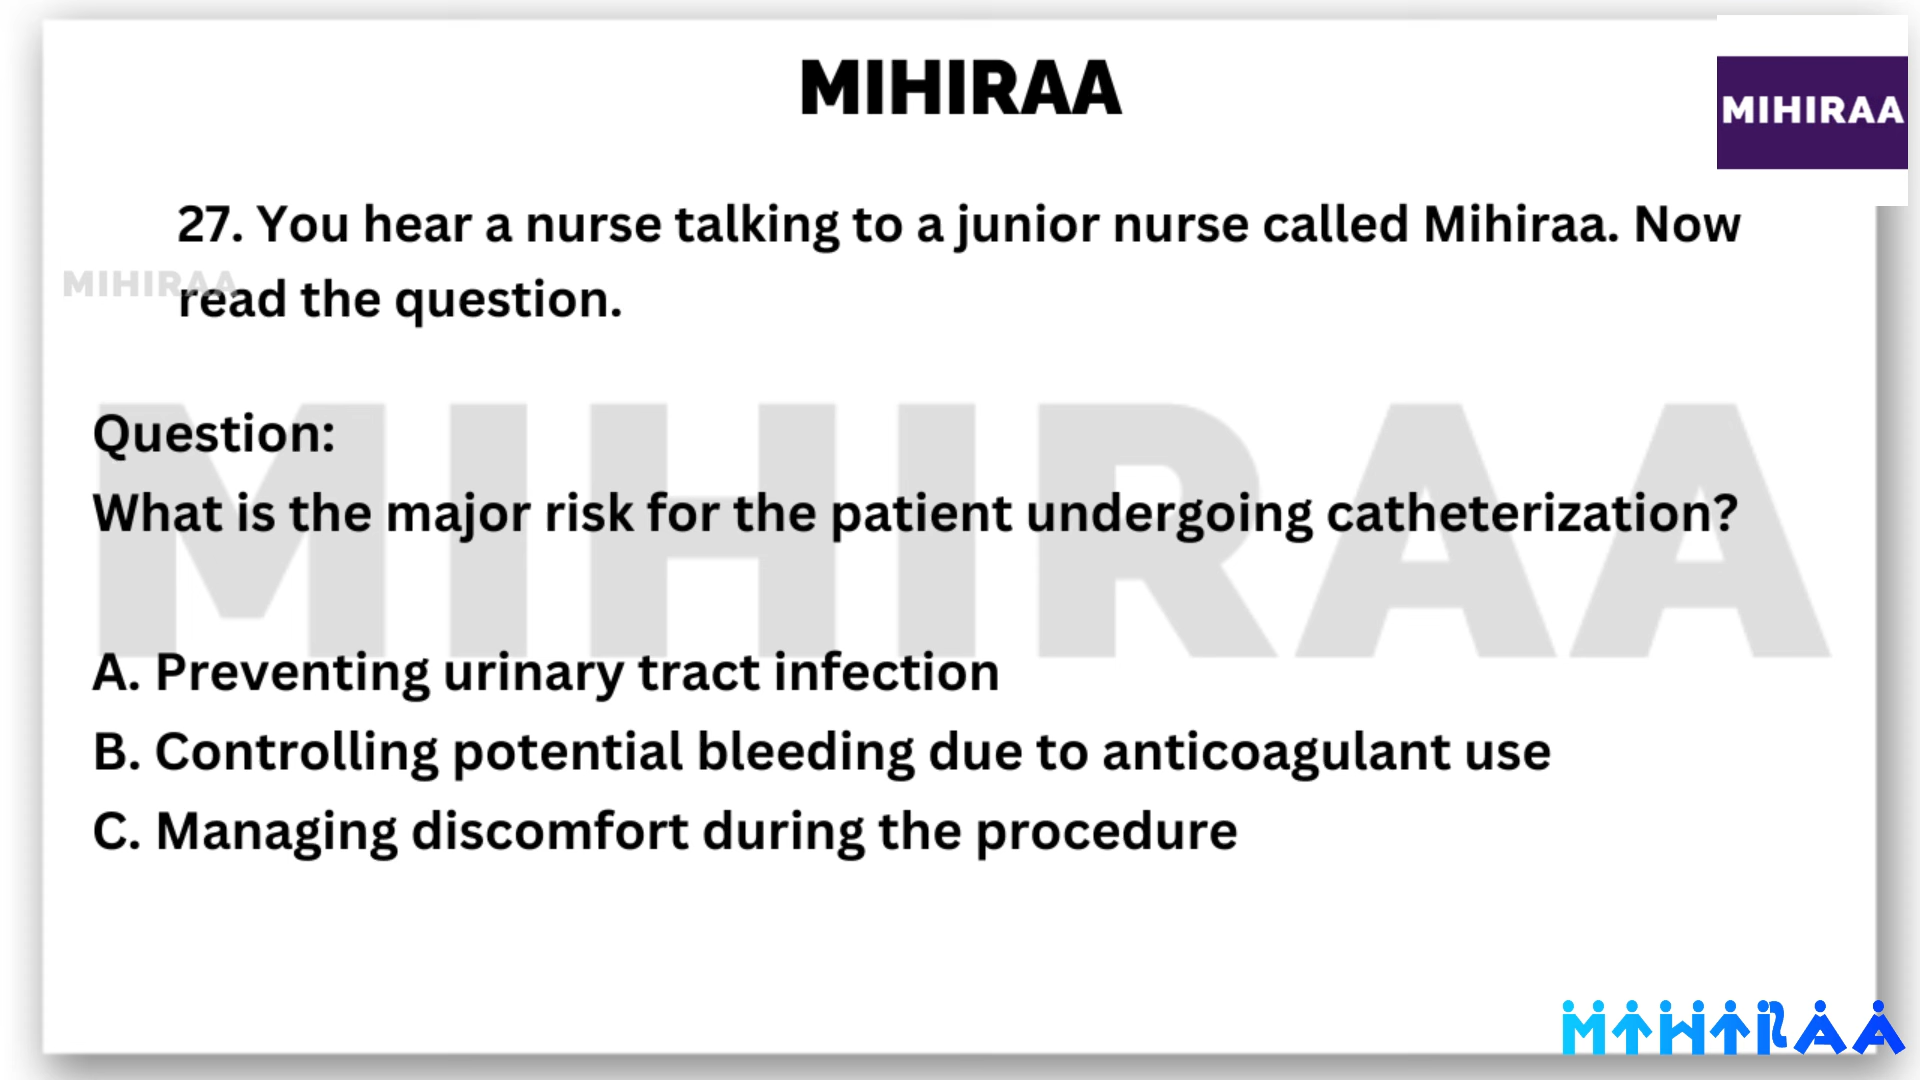 MIHIRAA
MIHIRAA
27. You hear a nurse talking to a junior nurse called Mihiraa. Now
MIHIRAA
read the question.
MIHIRAA
Question:
What is the major risk for the patient undergoing catheterization?
A. Preventing urinary tract infection
B. Controlling potential bleeding due to anticoagulant use
C. Managing discomfort during the procedure
MIHIRAA